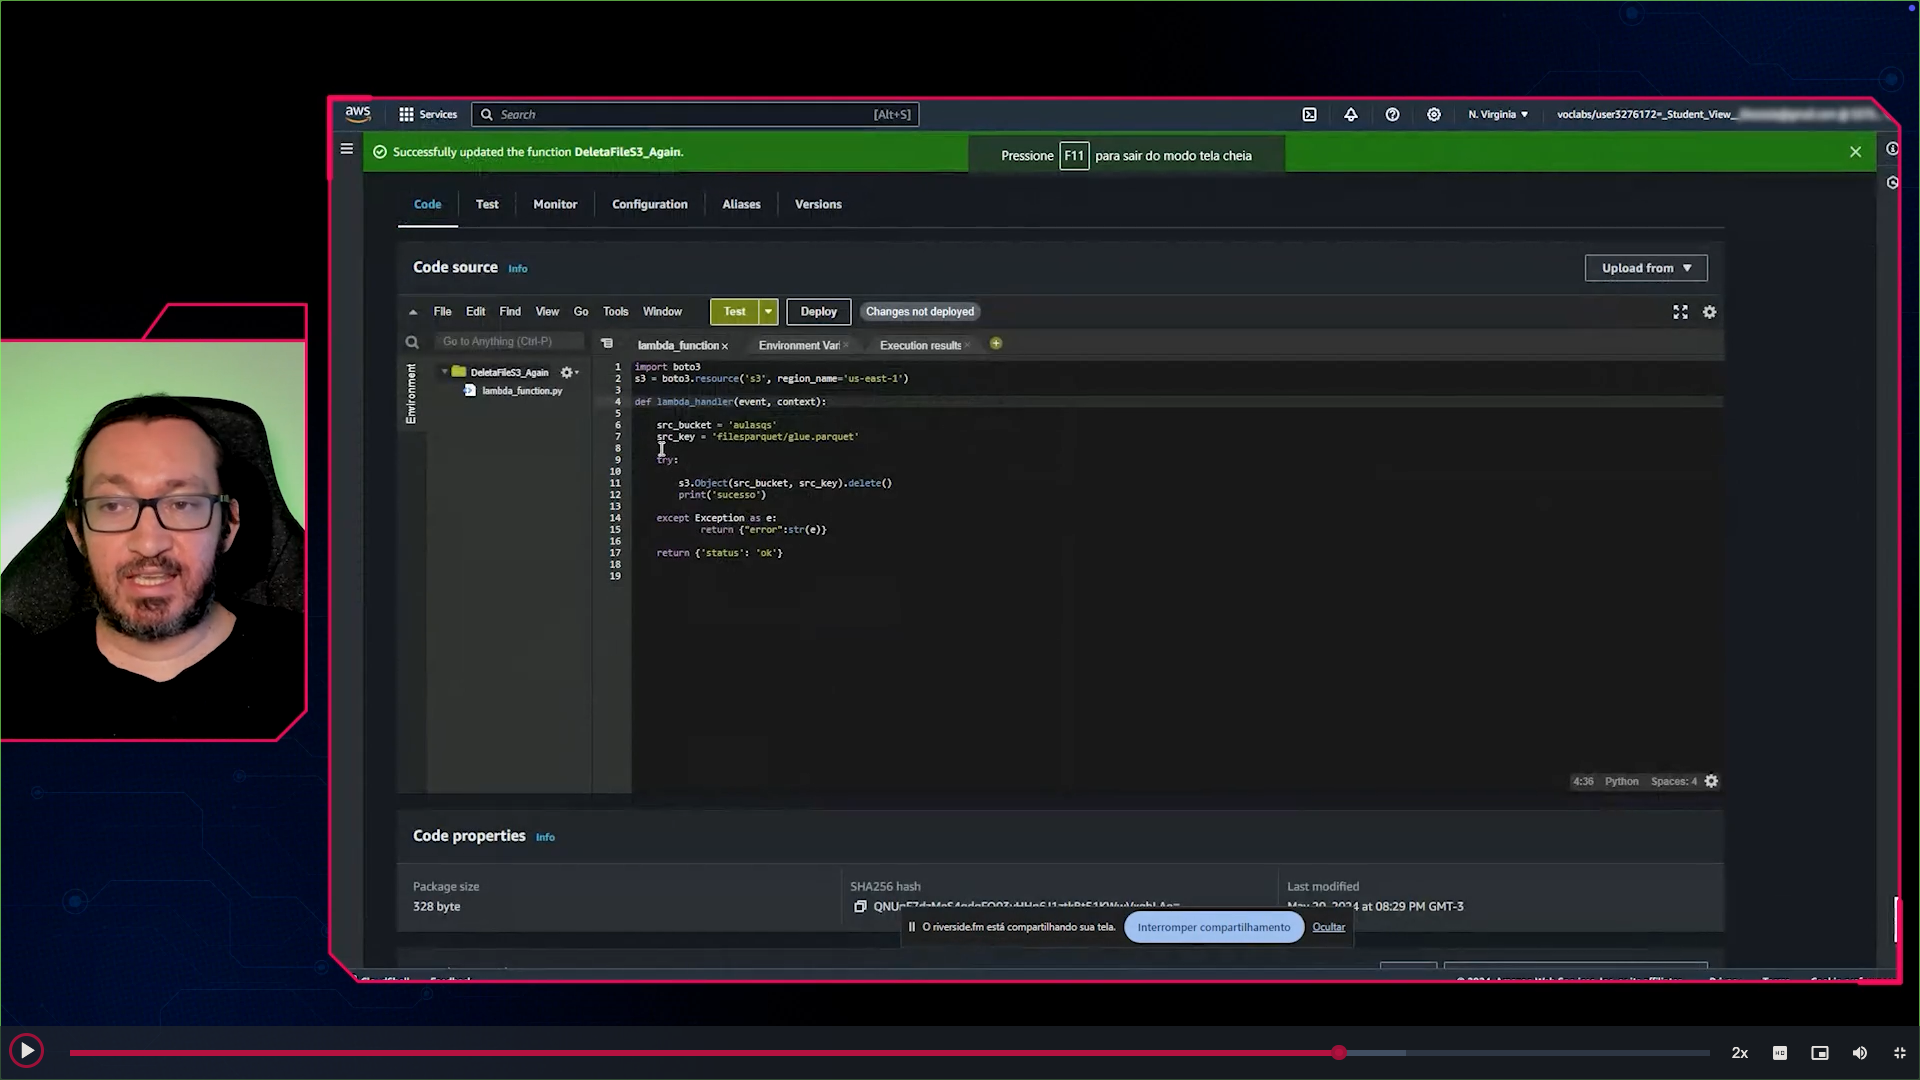 aws
Services
Search
[Alt+S]
N. Virginia
voclabs/user3276172=_Student_View_
Successfully updated the function DeletaFileS3_Again.
Pressione F11 para sair do modo tela cheia
Code
Test
Monitor
Configuration
Aliases
Versions
Code source Info
Upload from
File Edit Find View Go Tools Window
Test
Deploy
Changes not deployed
Go to Anything (Ctrl-P)
lambda_function
Environment Vari
Execution results
Environment
DeletaFileS3_Again
lambda_function.py
1 import boto3
2 s3 = boto3.resource('s3', region_name='us-east-1')
3
4 def lambda_handler(event, context):
5
6     src_bucket = 'aulasqs'
7     src_key = 'filesparquet/glue.parquet'
8
9     try:
10
11         s3.Object(src_bucket, src_key).delete()
12         print('sucesso')
13
14     except Exception as e:
15             return {"error":str(e)}
16
17     return {'status': 'ok'}
18
19
4:36 Python Spaces: 4
Code properties Info
Package size
328 byte
SHA256 hash
Last modified
2024 at 08:29 PM GMT-3
O riverside.fm está compartilhando sua tela.
Interromper compartilhamento
Ocultar
2x
HD